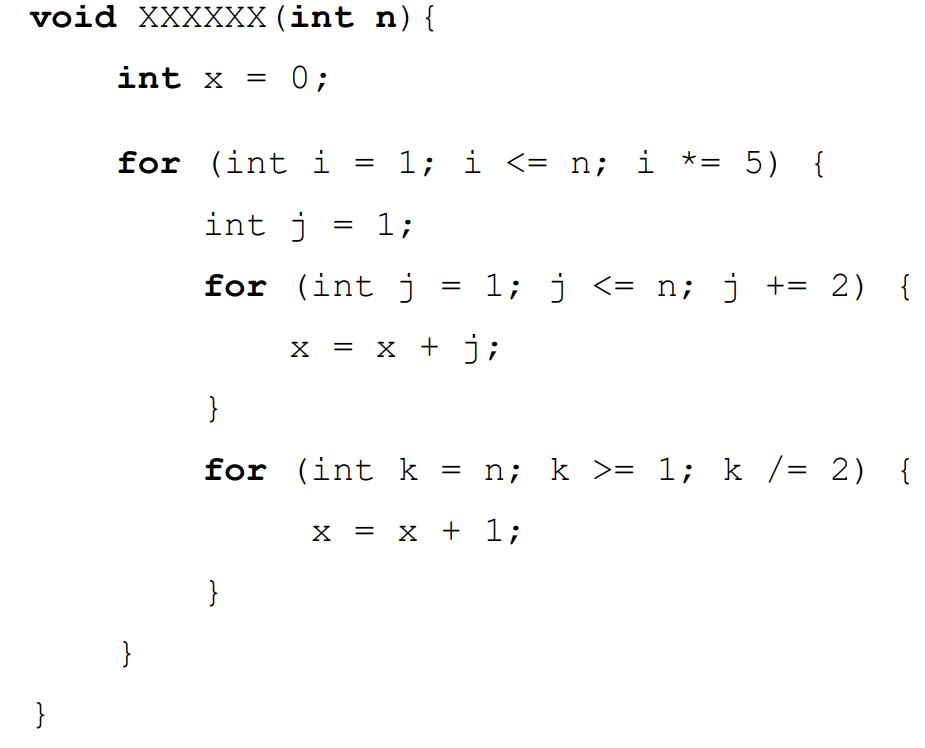 void XXXXXX(int n){
int x = 0;
for (int i = 1; i <= n; i *= 5) {
int j = 1;
for (int j = 1; j <= n; j += 2) {
x = x + j;
}
for (int k = n; k >= 1; k /= 2) {
x = x + 1;
}
}
}